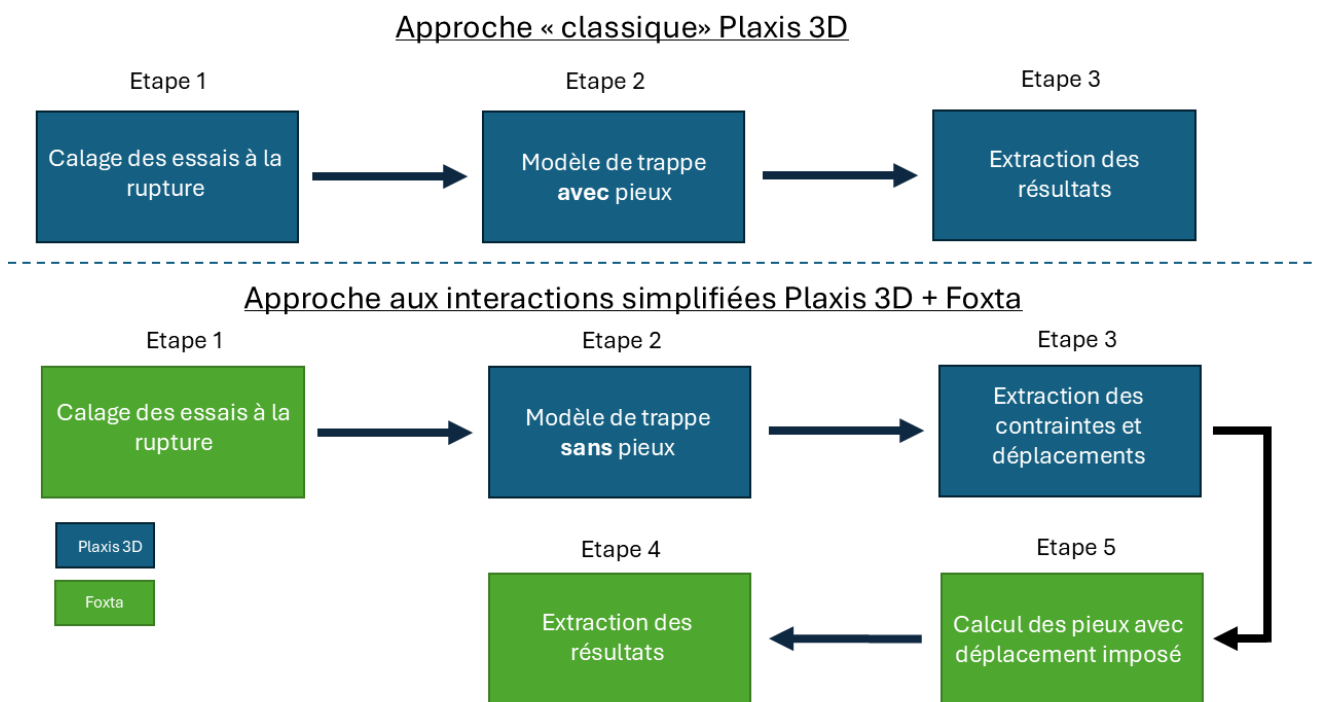 Approche « classique» Plaxis 3D
Etape 1
Etape 2
Etape 3
Calage des essais à la
rupture
Modèle de trappe
avec pieux
Extraction des
résultats
Approche aux interactions simplifiées Plaxis 3D + Foxta
Etape 1
Etape 2
Etape 3
Calage des essais à la
rupture
Modèle de trappe
sans pieux
Extraction des
contraintes et
déplacements
Plaxis 3D
Foxta
Etape 4
Etape 5
Extraction des
résultats
Calcul des pieux avec
déplacement imposé